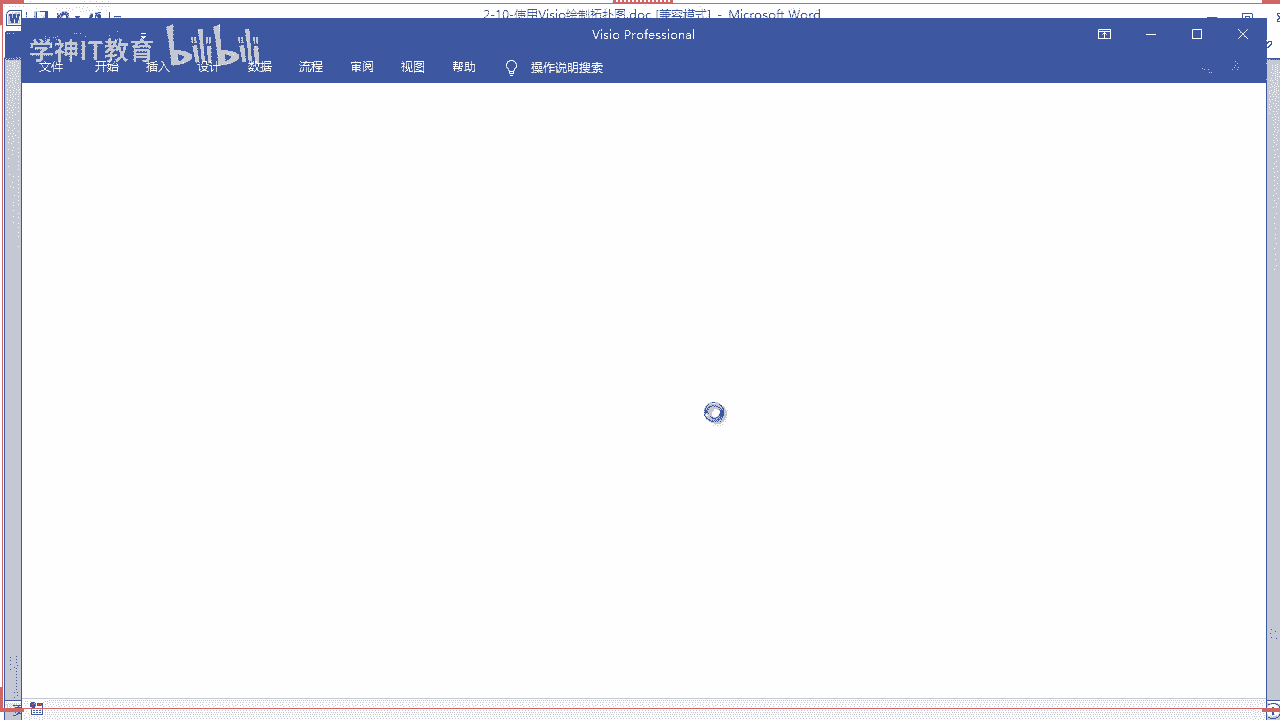 2-10-使用Visio绘制拓扑图.doc [兼容模式] - Microsoft Word
Visio Professional
学神IT教育 bilibili
文件 开始 插入 设计 数据 流程 审阅 视图 帮助 操作说明搜索